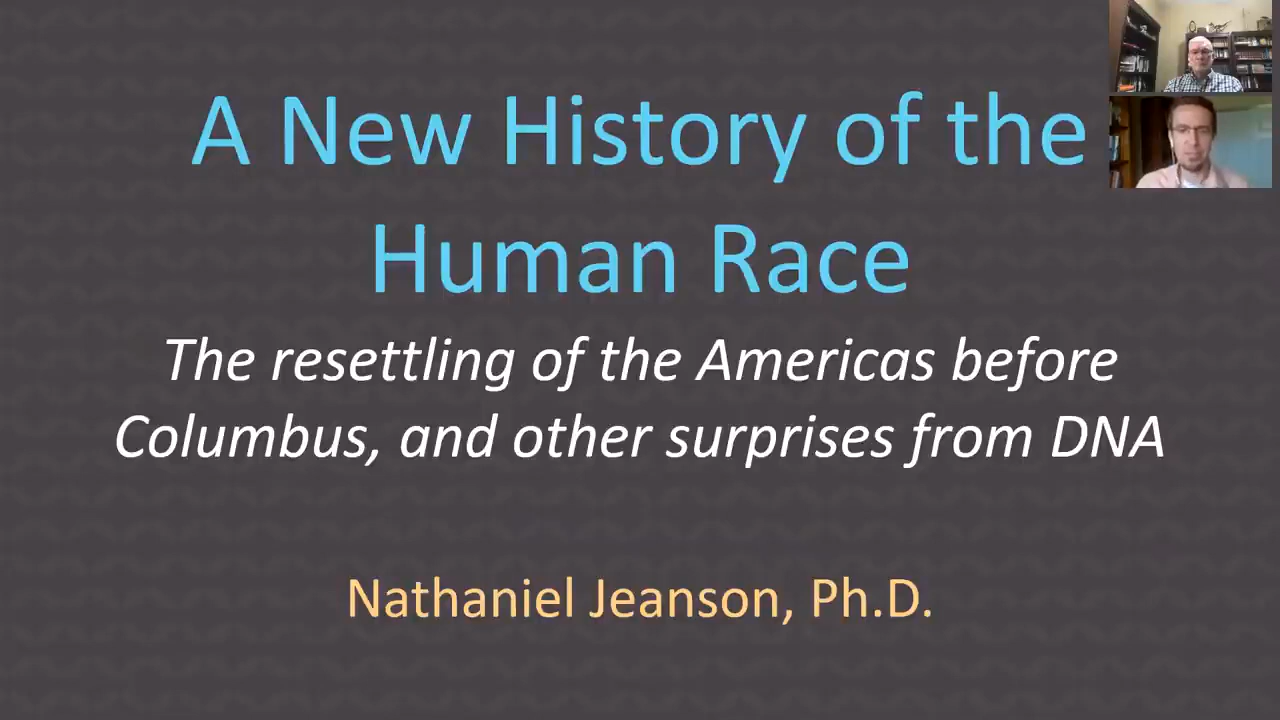 A New History of the
Human Race
The resettling of the Americas before
Columbus, and other surprises from DNA
Nathaniel Jeanson, Ph.D.